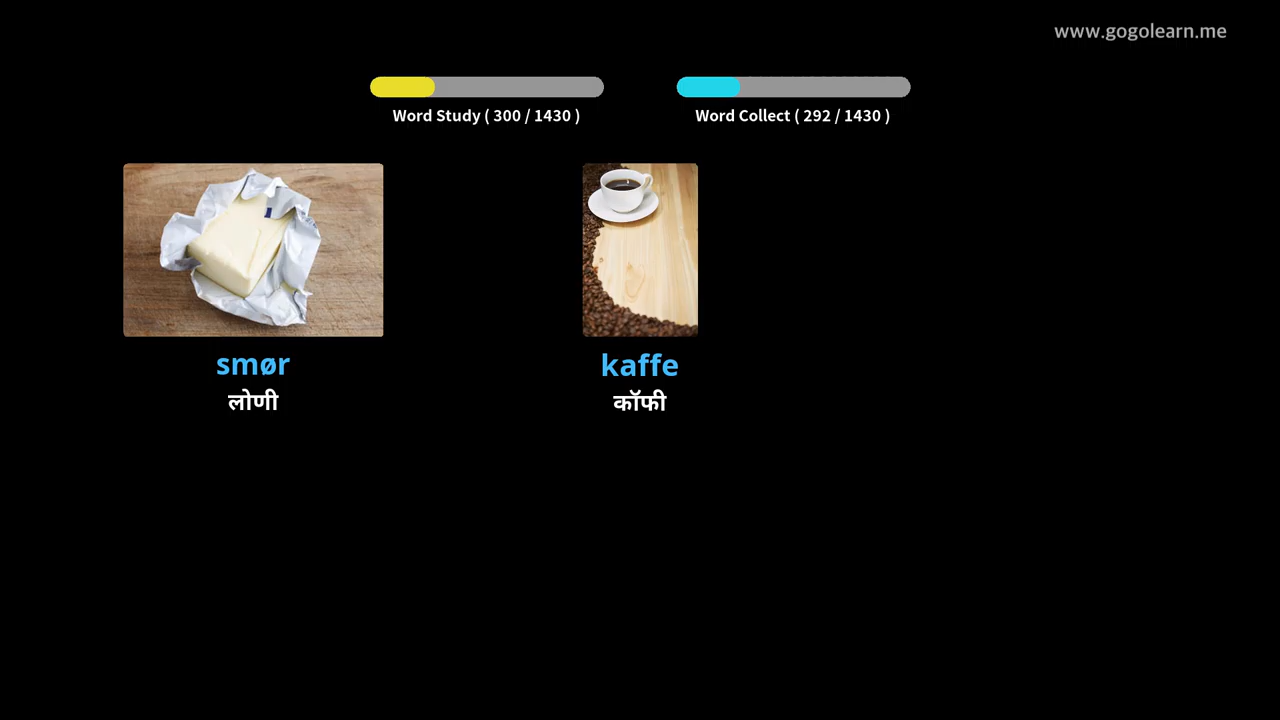 www.gogolearn.me
Word Study ( 300 / 1430 )
Word Collect ( 292 / 1430 )
smør
लोणी
kaffe
कॉफी